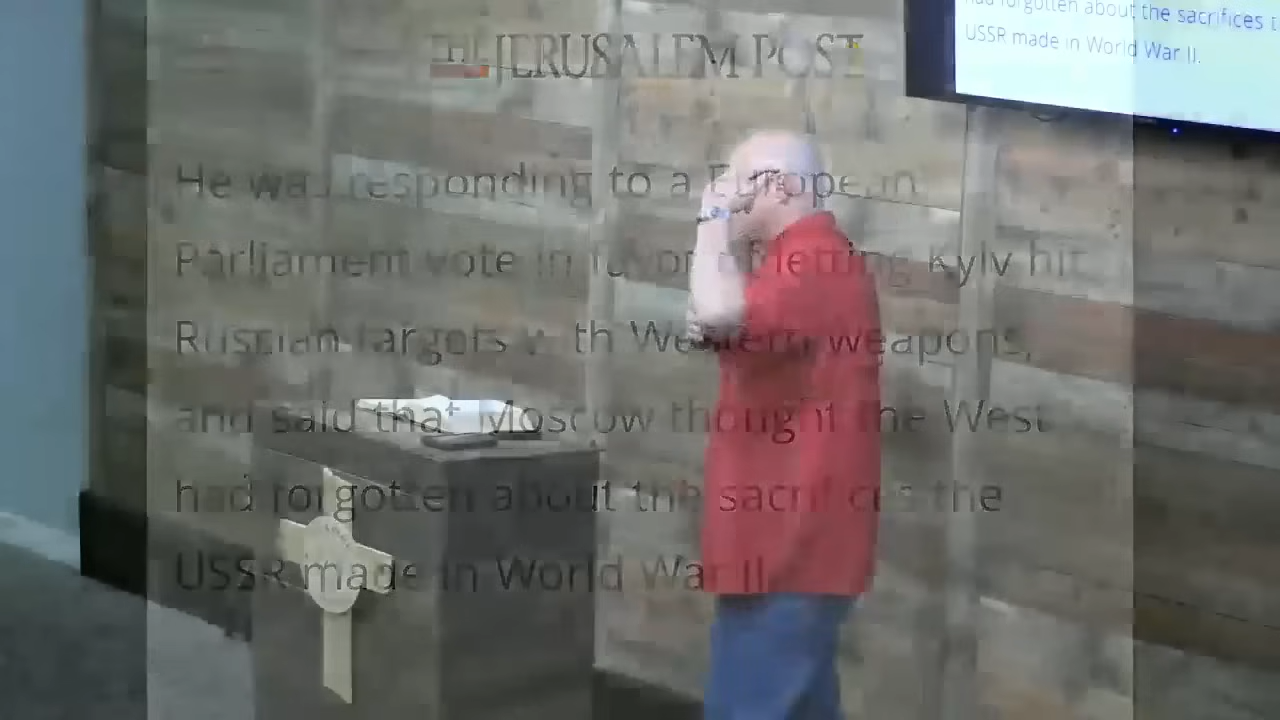 THE JERUSALEM POST
had forgotten about the sacrifices t
USSR made in World War II.
He was responding to a European
Parliament vote in favor of letting Kyiv hit
Russian targets with Western weapons,
and said that Moscow thought the West
had forgotten about the sacrifices the
USSR made in World War II.